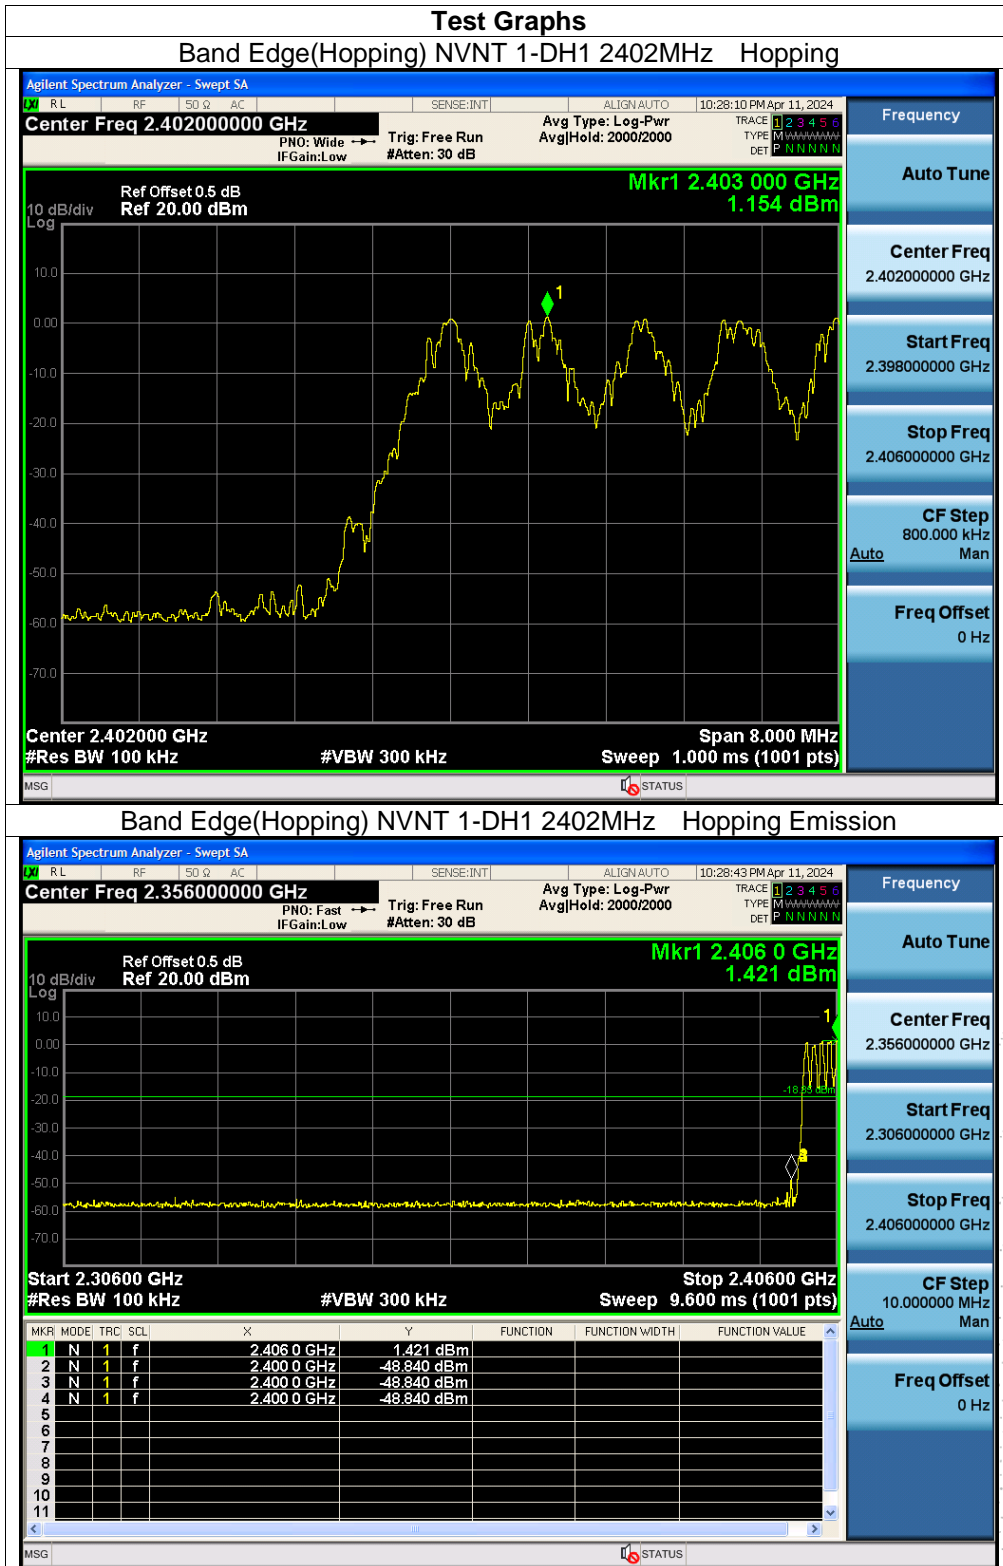 Test Graphs
Band Edge(Hopping) NVNT 1-DH1 2402MHz Hopping
Agilent Spectrum Analyzer - Swept SA
LXI RL RF 50 Ω AC SENSE:INT ALIGN AUTO 10:28:10 PM Apr 11, 2024
Center Freq 2.402000000 GHz
PNO: Wide
IFGain:Low
Trig: Free Run
#Atten: 30 dB
Avg Type: Log-Pwr
Avg|Hold: 2000/2000
TRACE 1 2 3 4 5 6
TYPE M
DET P N N N N N
Frequency
Auto Tune
Center Freq
2.402000000 GHz
Start Freq
2.398000000 GHz
Stop Freq
2.406000000 GHz
CF Step
800.000 kHz
Auto Man
Freq Offset
0 Hz
Mkr1 2.403 000 GHz
1.154 dBm
Ref Offset 0.5 dB
10 dB/div Ref 20.00 dBm
Log
10.0
0.00
-10.0
-20.0
-30.0
-40.0
-50.0
-60.0
-70.0
1
Center 2.402000 GHz Span 8.000 MHz
#Res BW 100 kHz #VBW 300 kHz Sweep 1.000 ms (1001 pts)
MSG STATUS
Band Edge(Hopping) NVNT 1-DH1 2402MHz Hopping Emission
Agilent Spectrum Analyzer - Swept SA
LXI RL RF 50 Ω AC SENSE:INT ALIGN AUTO 10:28:43 PM Apr 11, 2024
Center Freq 2.356000000 GHz
PNO: Fast
IFGain:Low
Trig: Free Run
#Atten: 30 dB
Avg Type: Log-Pwr
Avg|Hold: 2000/2000
TRACE 1 2 3 4 5 6
TYPE M
DET P N N N N N
Frequency
Auto Tune
Center Freq
2.356000000 GHz
Start Freq
2.306000000 GHz
Stop Freq
2.406000000 GHz
CF Step
10.000000 MHz
Auto Man
Freq Offset
0 Hz
Mkr1 2.406 0 GHz
1.421 dBm
Ref Offset 0.5 dB
10 dB/div Ref 20.00 dBm
Log
10.0
0.00
-10.0
-20.0
-30.0
-40.0
-50.0
-60.0
-70.0
1
Start 2.30600 GHz Stop 2.40600 GHz
#Res BW 100 kHz #VBW 300 kHz Sweep 9.600 ms (1001 pts)
MKR MODE TRC SCL X Y FUNCTION FUNCTION WIDTH FUNCTION VALUE
1 N 1 f 2.406 0 GHz 1.421 dBm
2 N 1 f 2.400 0 GHz -48.840 dBm
3 N 1 f 2.400 0 GHz -48.840 dBm
4 N 1 f 2.400 0 GHz -48.840 dBm
5
6
7
8
9
10
11
MSG STATUS